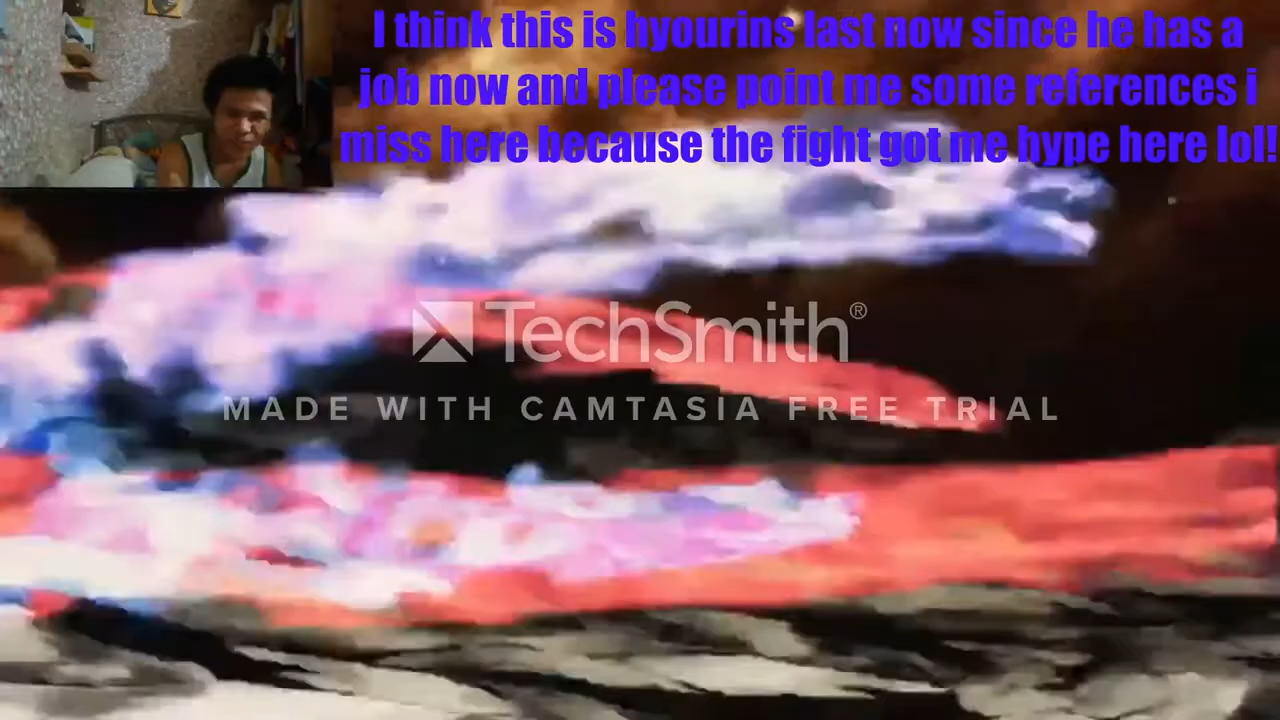 I think this is hyourins last now since he has a
job now and please point me some references i
miss here because the fight got me hype here lol!
TechSmith®
MADE WITH CAMTASIA FREE TRIAL